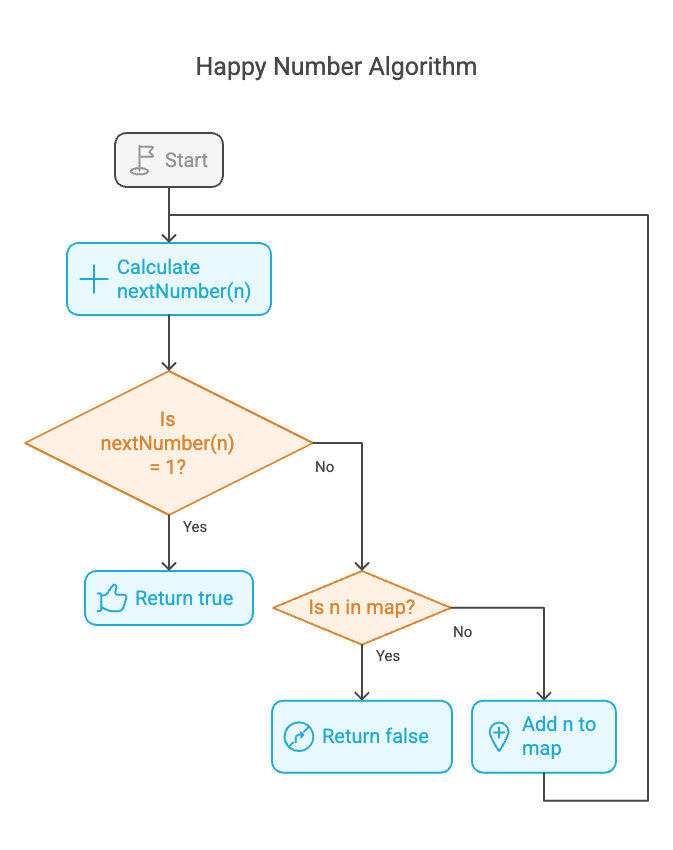 Happy Number Algorithm
Start
Calculate
nextNumber(n)
Is
nextNumber(n)
= 1?
No
Yes
Return true
Is n in map?
No
Yes
Return false
Add n to
map